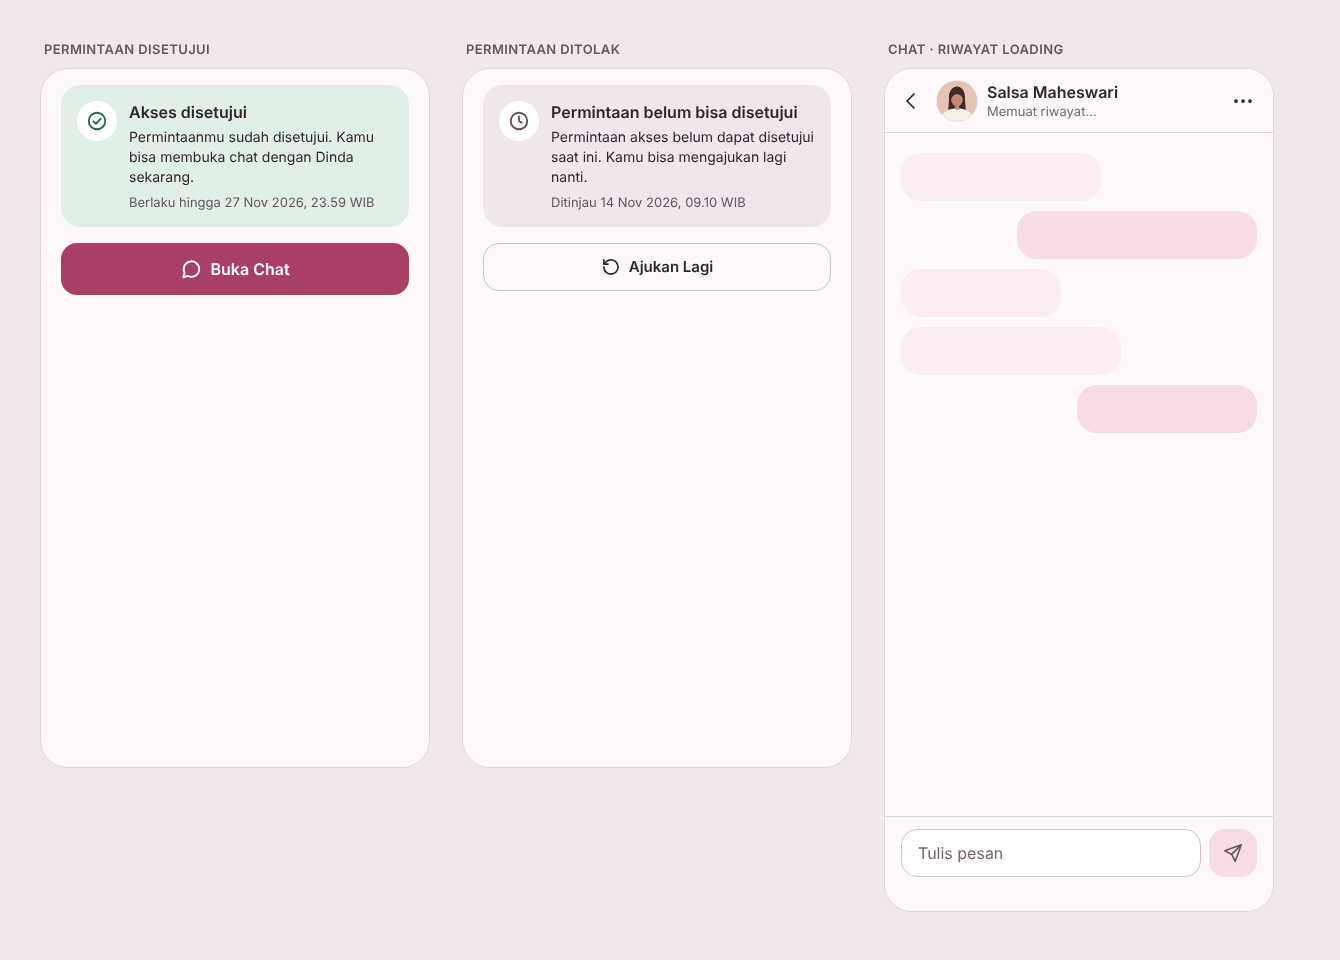 PERMINTAAN DISETUJUI
Akses disetujui
Permintaanmu sudah disetujui. Kamu
bisa membuka chat dengan Dinda
sekarang.
Berlaku hingga 27 Nov 2026, 23.59 WIB
Buka Chat
PERMINTAAN DITOLAK
Permintaan belum bisa disetujui
Permintaan akses belum dapat disetujui
saat ini. Kamu bisa mengajukan lagi
nanti.
Ditinjau 14 Nov 2026, 09.10 WIB
Ajukan Lagi
CHAT · RIWAYAT LOADING
Salsa Maheswari
Memuat riwayat...
Tulis pesan